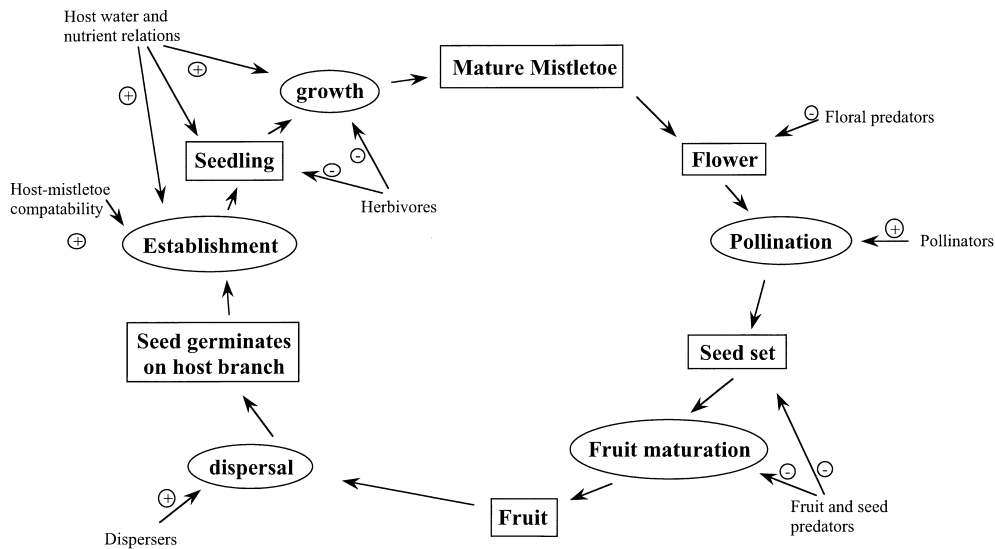 Host water and
nutrient relations
+
+
growth
Mature Mistletoe
-
Floral predators
Seedling
-
-
Flower
Host-mistletoe
compatability
+
Herbivores
Establishment
Pollination
+
Pollinators
Seed germinates
on host branch
Seed set
Fruit maturation
-
-
dispersal
+
Fruit
Fruit and seed
predators
Dispersers